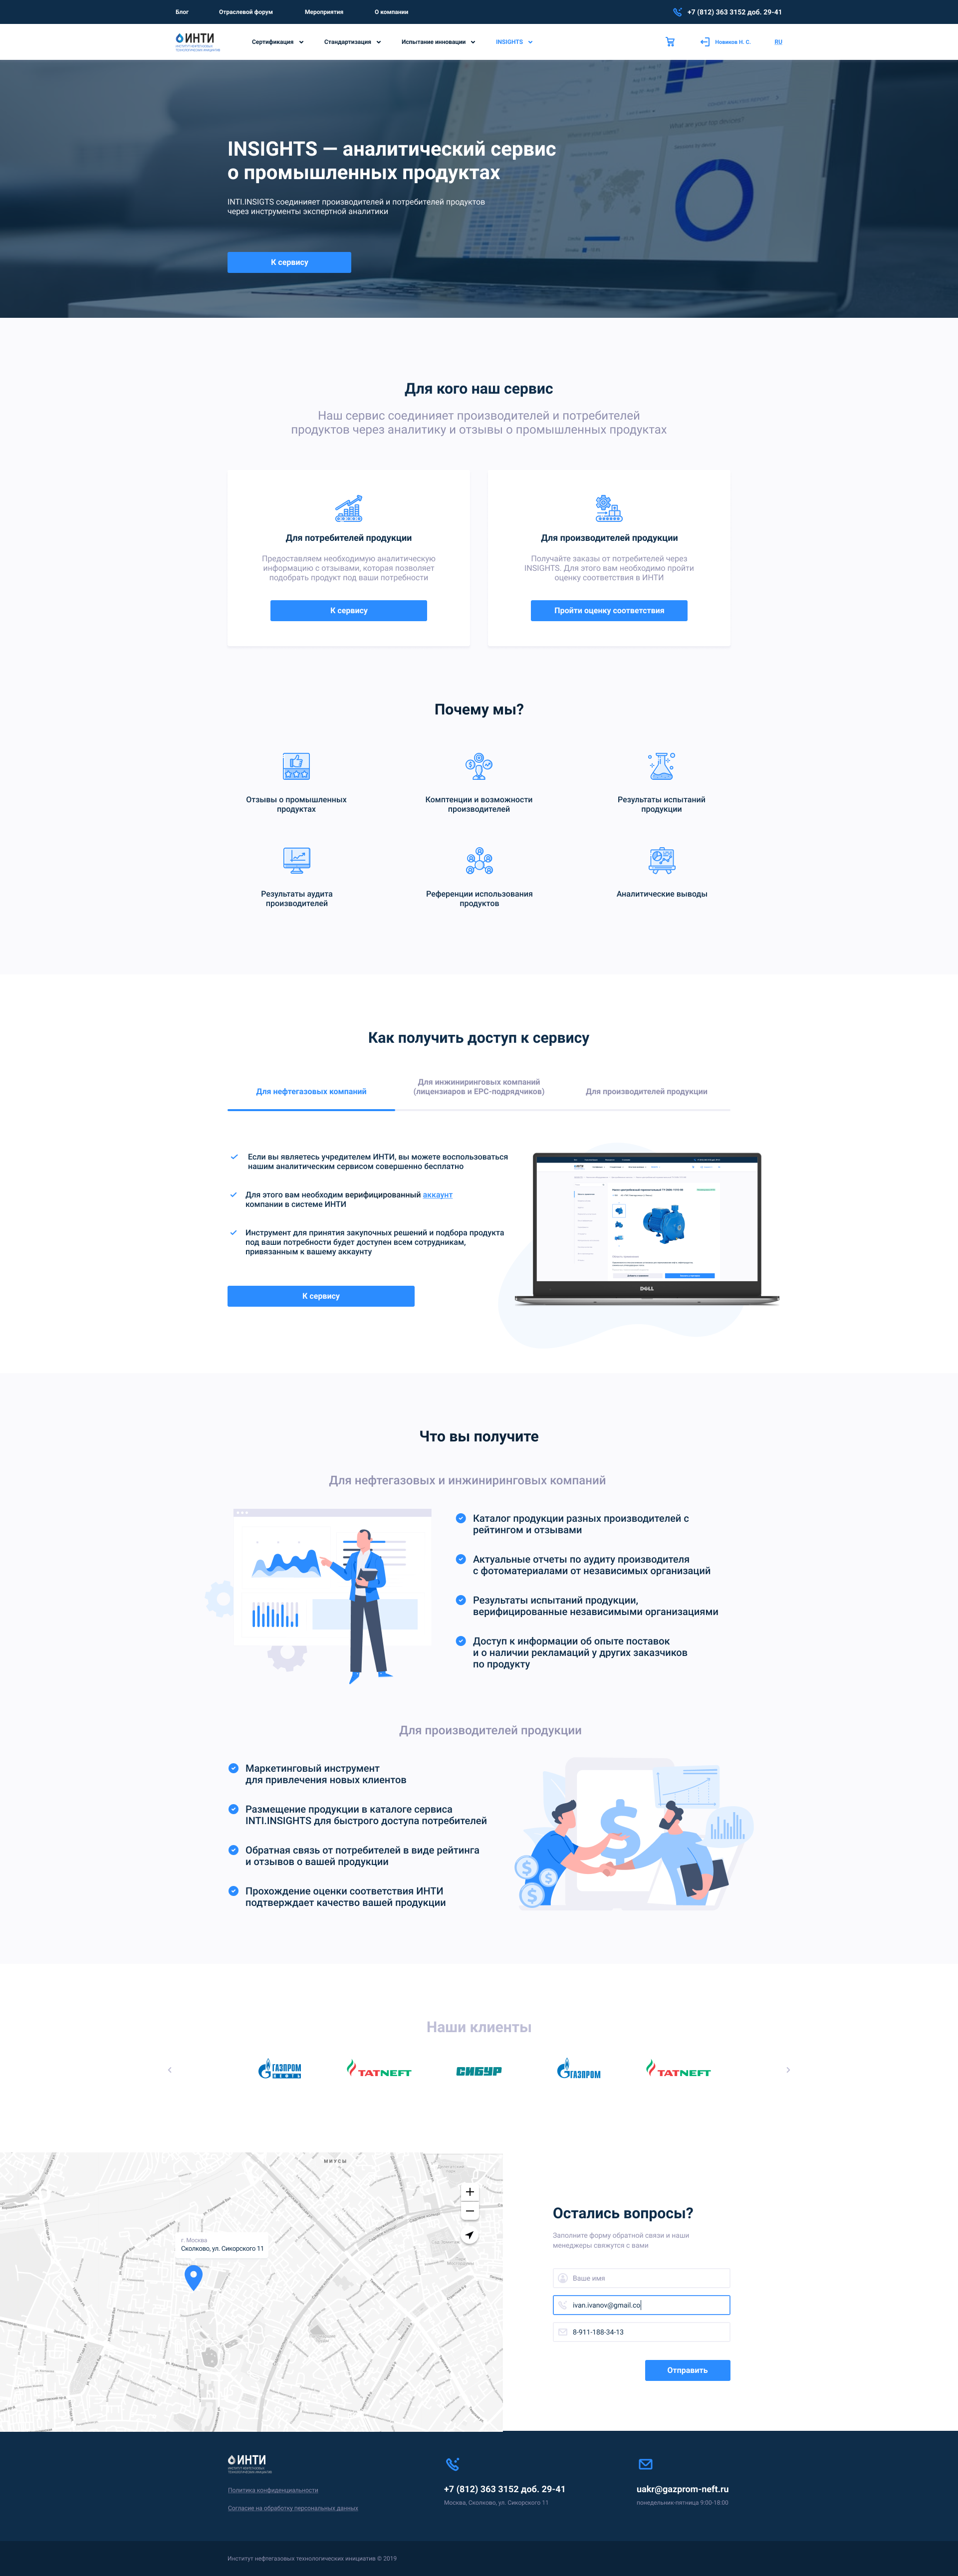 Блог
Отраслевой форум
Мероприятия
О компании
+7 (812) 363 3152 доб. 29-41
ИНТИ
ИНСТИТУТ НЕФТЕГАЗОВЫХ
ТЕХНОЛОГИЧЕСКИХ ИНИЦИАТИВ
Сертификация
Стандартизация
Испытание инновации
INSIGHTS
Новиков Н. С.
RU
INSIGHTS — аналитический сервис
о промышленных продуктах
INTI.INSIGTS соединияет производителей и потребителей продуктов
через инструменты экспертной аналитики
К сервису
Для кого наш сервис
Наш сервис соединияет производителей и потребителей
продуктов через аналитику и отзывы о промышленных продуктах
Для потребителей продукции
Предоставляем необходимую аналитическую
информацию с отзывами, которая позволяет
подобрать продукт под ваши потребности
К сервису
Для производителей продукции
Получайте заказы от потребителей через
INSIGHTS. Для этого вам необходимо пройти
оценку соответствия в ИНТИ
Пройти оценку соответствия
Почему мы?
Отзывы о промышленных
продуктах
Комптенции и возможности
производителей
Результаты испытаний
продукции
Результаты аудита
производителей
Референции использования
продуктов
Аналитические выводы
Как получить доступ к сервису
Для нефтегазовых компаний
Для инжиниринговых компаний
(лицензиаров и EPC-подрядчиков)
Для производителей продукции
Если вы являетесь учредителем ИНТИ, вы можете воспользоваться
нашим аналитическим сервисом совершенно бесплатно
Для этого вам необходим верифицированный аккаунт
компании в системе ИНТИ
Инструмент для принятия закупочных решений и подбора продукта
под ваши потребности будет доступен всем сотрудникам,
привязанным к вашему аккаунту
К сервису
DELL
Что вы получите
Для нефтегазовых и инжиниринговых компаний
Каталог продукции разных производителей с
рейтингом и отзывами
Актуальные отчеты по аудиту производителя
с фотоматериалами от независимых организаций
Результаты испытаний продукции,
верифицированные независимыми организациями
Доступ к информации об опыте поставок
и о наличии рекламаций у других заказчиков
по продукту
Для производителей продукции
Маркетинговый инструмент
для привлечения новых клиентов
Размещение продукции в каталоге сервиса
INTI.INSIGHTS для быстрого доступа потребителей
Обратная связь от потребителей в виде рейтинга
и отзывов о вашей продукции
Прохождение оценки соответствия ИНТИ
подтверждает качество вашей продукции
Наши клиенты
ГАЗПРОМ
НЕФТЬ
TATNEFT
СИБУР
ГАЗПРОМ
TATNEFT
МИУСЫ
г. Москва
Сколково, ул. Сикорского 11
Остались вопросы?
Заполните форму обратной связи и наши
менеджеры свяжутся с вами
Ваше имя
ivan.ivanov@gmail.co
8-911-188-34-13
Отправить
ИНТИ
ИНСТИТУТ НЕФТЕГАЗОВЫХ
ТЕХНОЛОГИЧЕСКИХ ИНИЦИАТИВ
Политика конфиденциальности
Согласие на обработку персональных данных
+7 (812) 363 3152 доб. 29-41
Москва, Сколково, ул. Сикорского 11
uakr@gazprom-neft.ru
понедельник-пятница 9:00-18:00
Институт нефтегазовых технологических инициатив © 2019